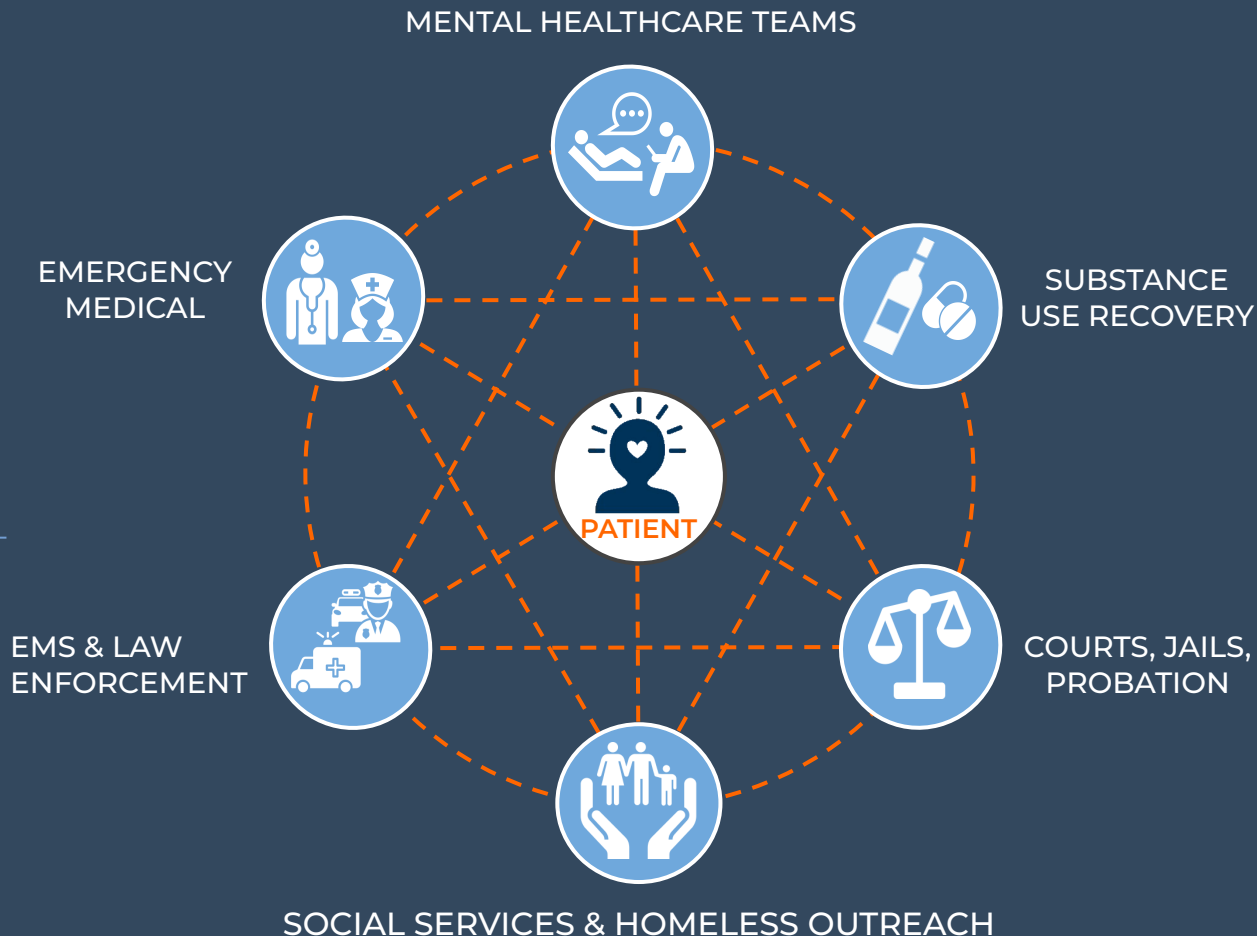 MENTAL HEALTHCARE TEAMS
EMERGENCY
MEDICAL
SUBSTANCE
USE RECOVERY
PATIENT
EMS & LAW
ENFORCEMENT
COURTS, JAILS,
PROBATION
SOCIAL SERVICES & HOMELESS OUTREACH